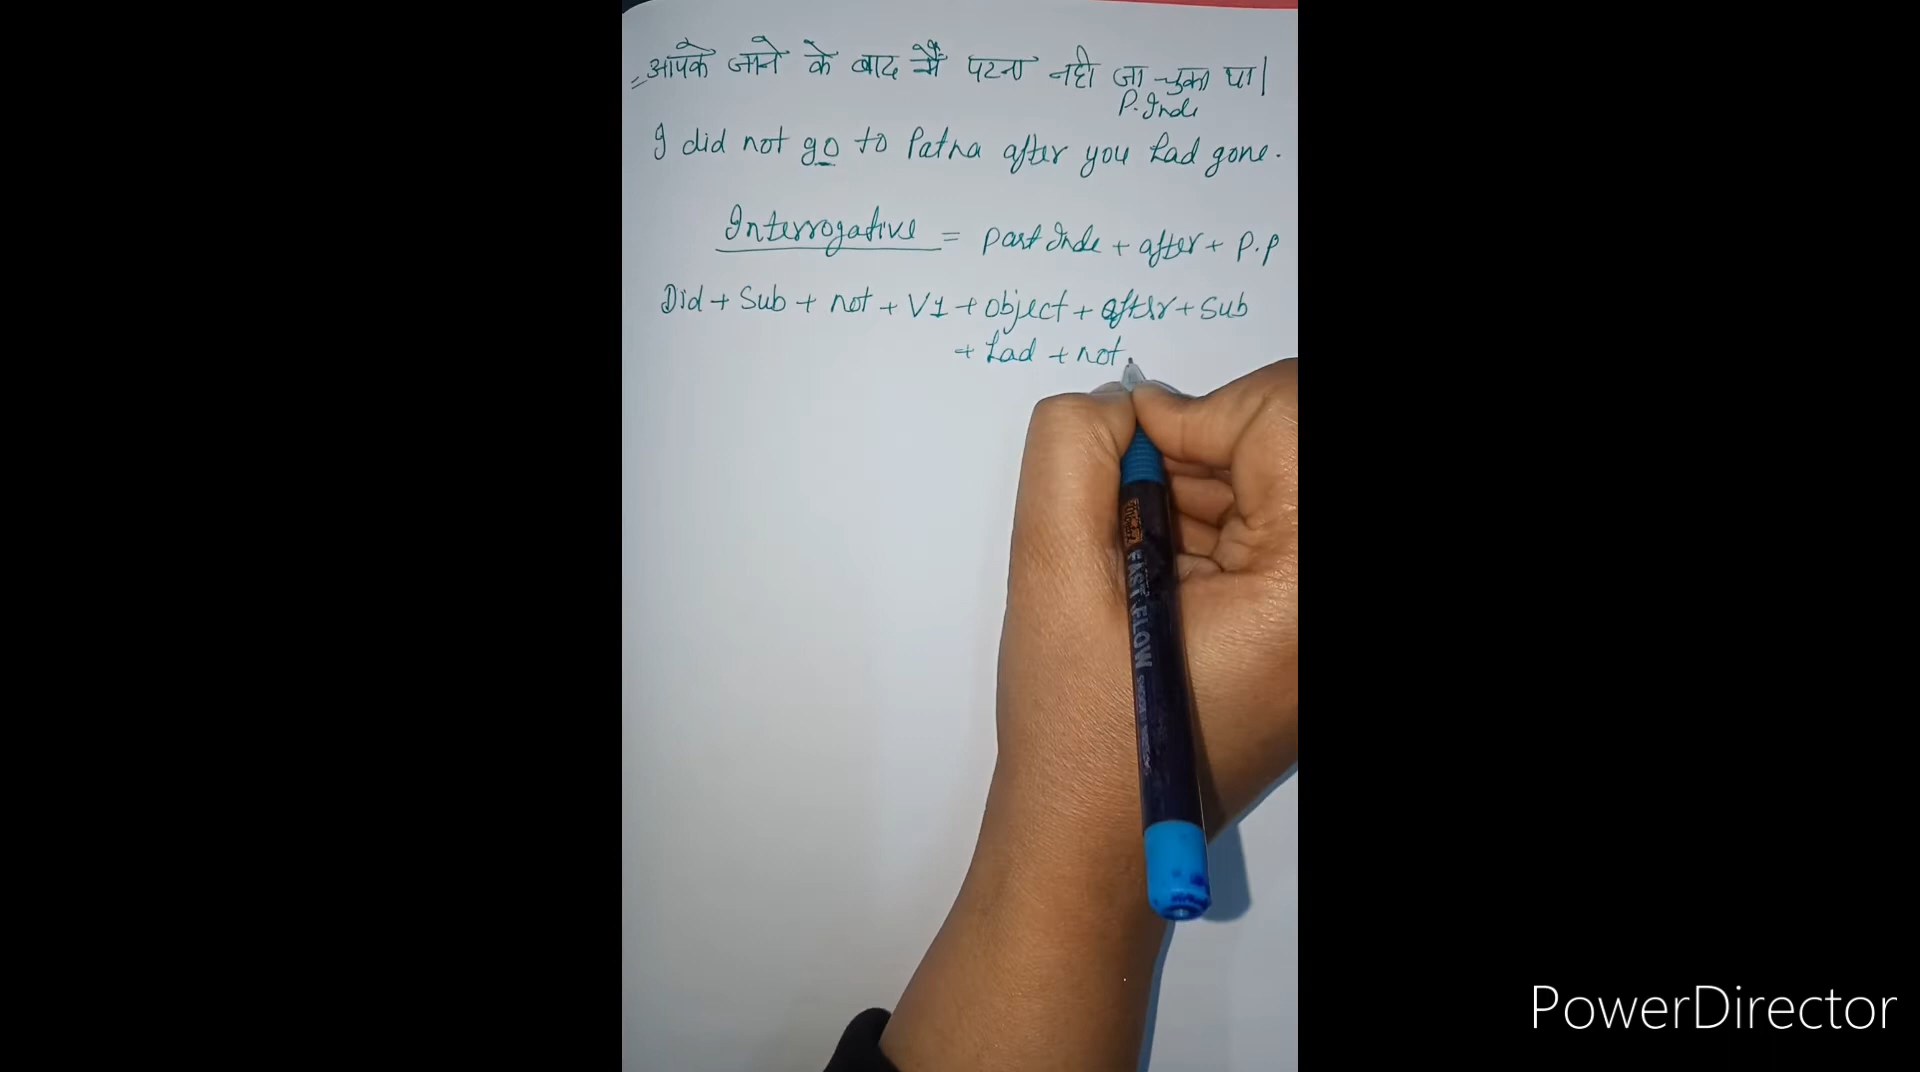 आपके जाने के बाद मैं पटना नही जा चुका था।
P. Inde
I did not go to Patna after you had gone.
Interrogative = past Inde + after + P.P
Did + Sub + not + V1 + object + after + Sub
+ had + not
FAST FLOW
PowerDirector